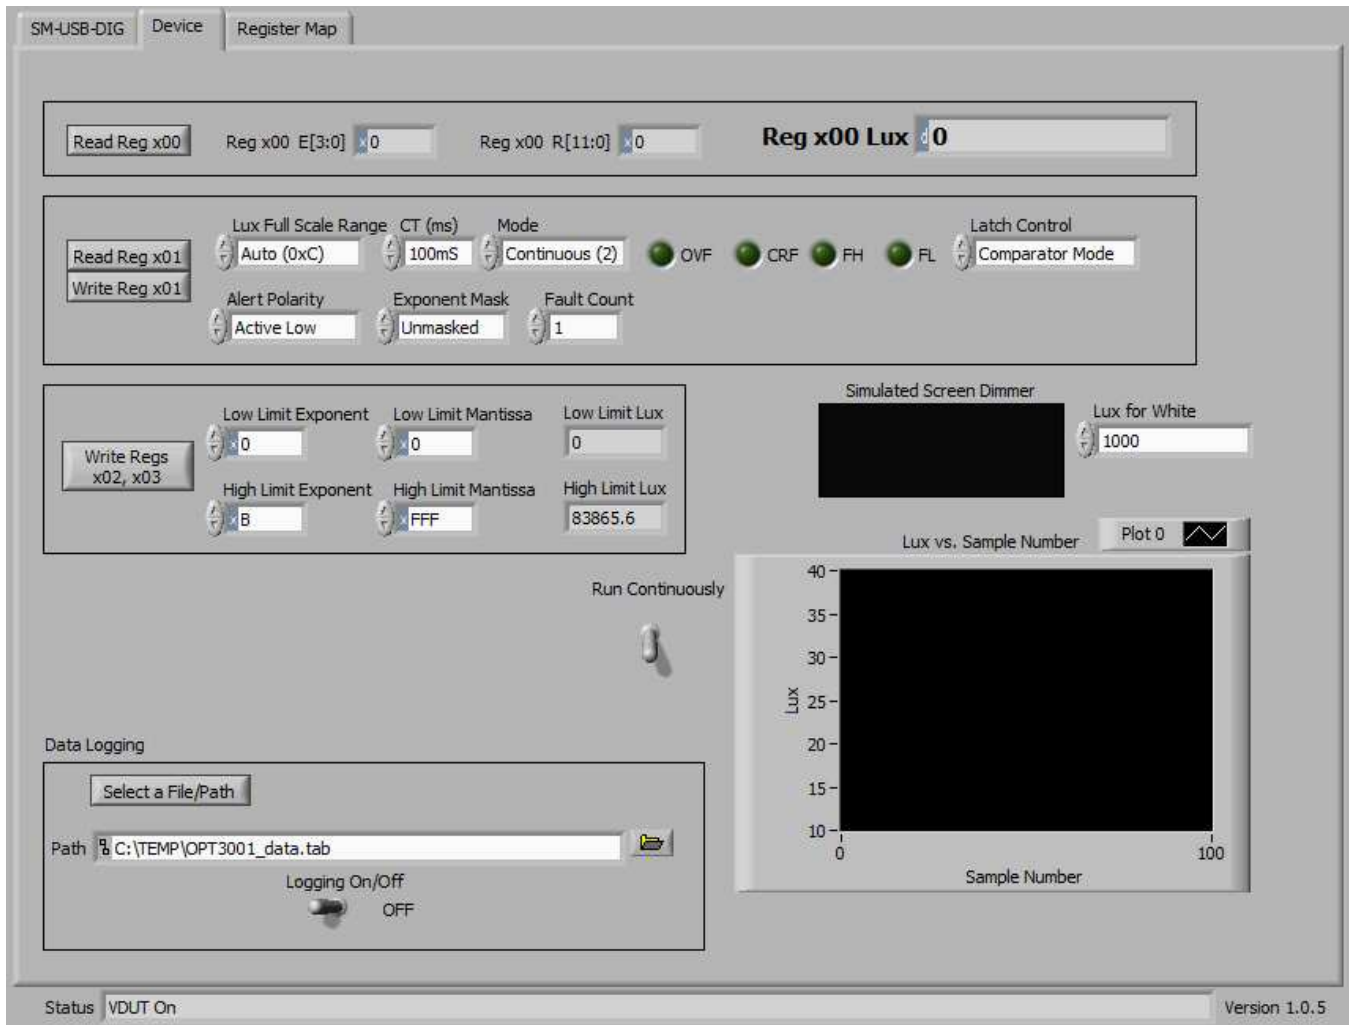 SM-USB-DIG Device Register Map
Read Reg x00 Reg x00 E[3:0] x 0 Reg x00 R[11:0] x 0 Reg x00 Lux d 0
Lux Full Scale Range CT (ms) Mode Latch Control
Read Reg x01 Auto (0xC) 100mS Continuous (2) OVF CRF FH FL Comparator Mode
Write Reg x01
Alert Polarity Exponent Mask Fault Count
Active Low Unmasked 1
Low Limit Exponent Low Limit Mantissa Low Limit Lux
x 0 x 0 0
Write Regs
x02, x03
High Limit Exponent High Limit Mantissa High Limit Lux
x B x FFF 83865.6
Simulated Screen Dimmer
Lux for White
1000
Lux vs. Sample Number Plot 0
40
35
30
25
20
15
10
Lux
0 100
Sample Number
Run Continuously
Data Logging
Select a File/Path
Path C:\TEMP\OPT3001_data.tab
Logging On/Off
OFF
Status VDUT On Version 1.0.5